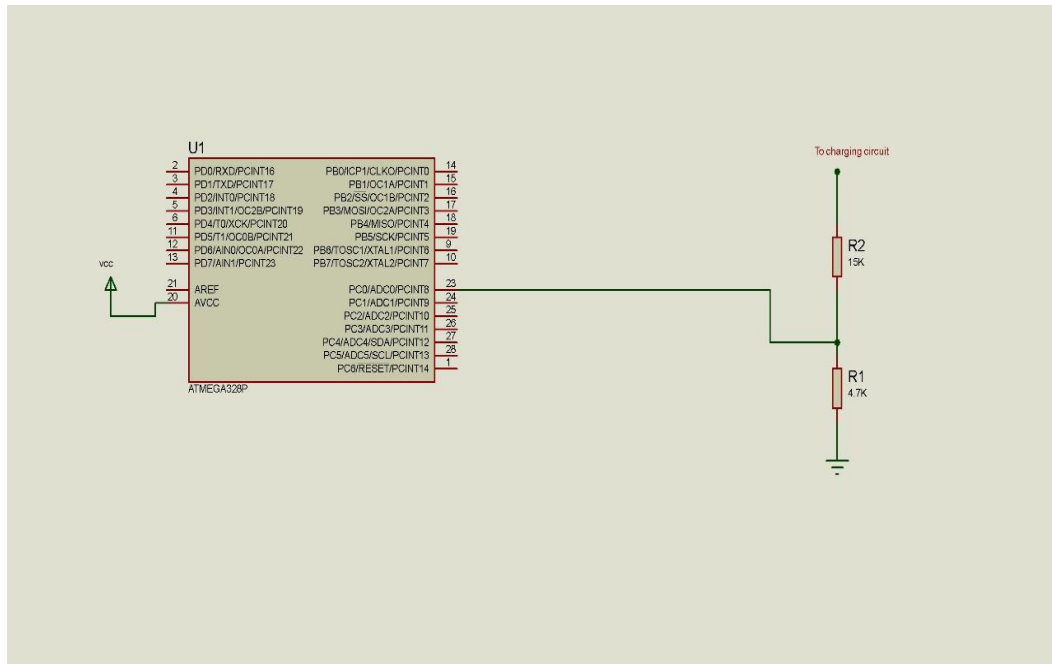 To charging circuit
U1
2 PD0/RXD/PCINT16 PB0/ICP1/CLKO/PCINT0 14
3 PD1/TXD/PCINT17 PB1/OC1A/PCINT1 15
4 PD2/INT0/PCINT18 PB2/SS/OC1B/PCINT2 16
5 PD3/INT1/OC2B/PCINT19 PB3/MOSI/OC2A/PCINT3 17
6 PD4/T0/XCK/PCINT20 PB4/MISO/PCINT4 18
11 PD5/T1/OC0B/PCINT21 PB5/SCK/PCINT5 19
12 PD6/AIN0/OC0A/PCINT22 PB6/TOSC1/XTAL1/PCINT6 9
13 PD7/AIN1/PCINT23 PB7/TOSC2/XTAL2/PCINT7 10
R2
15K
vcc
21 AREF PC0/ADC0/PCINT8 23
20 AVCC PC1/ADC1/PCINT9 24
PC2/ADC2/PCINT10 25
PC3/ADC3/PCINT11 26
PC4/ADC4/SDA/PCINT12 27
PC5/ADC5/SCL/PCINT13 28
PC6/RESET/PCINT14 1
ATMEGA328P
R1
4.7K